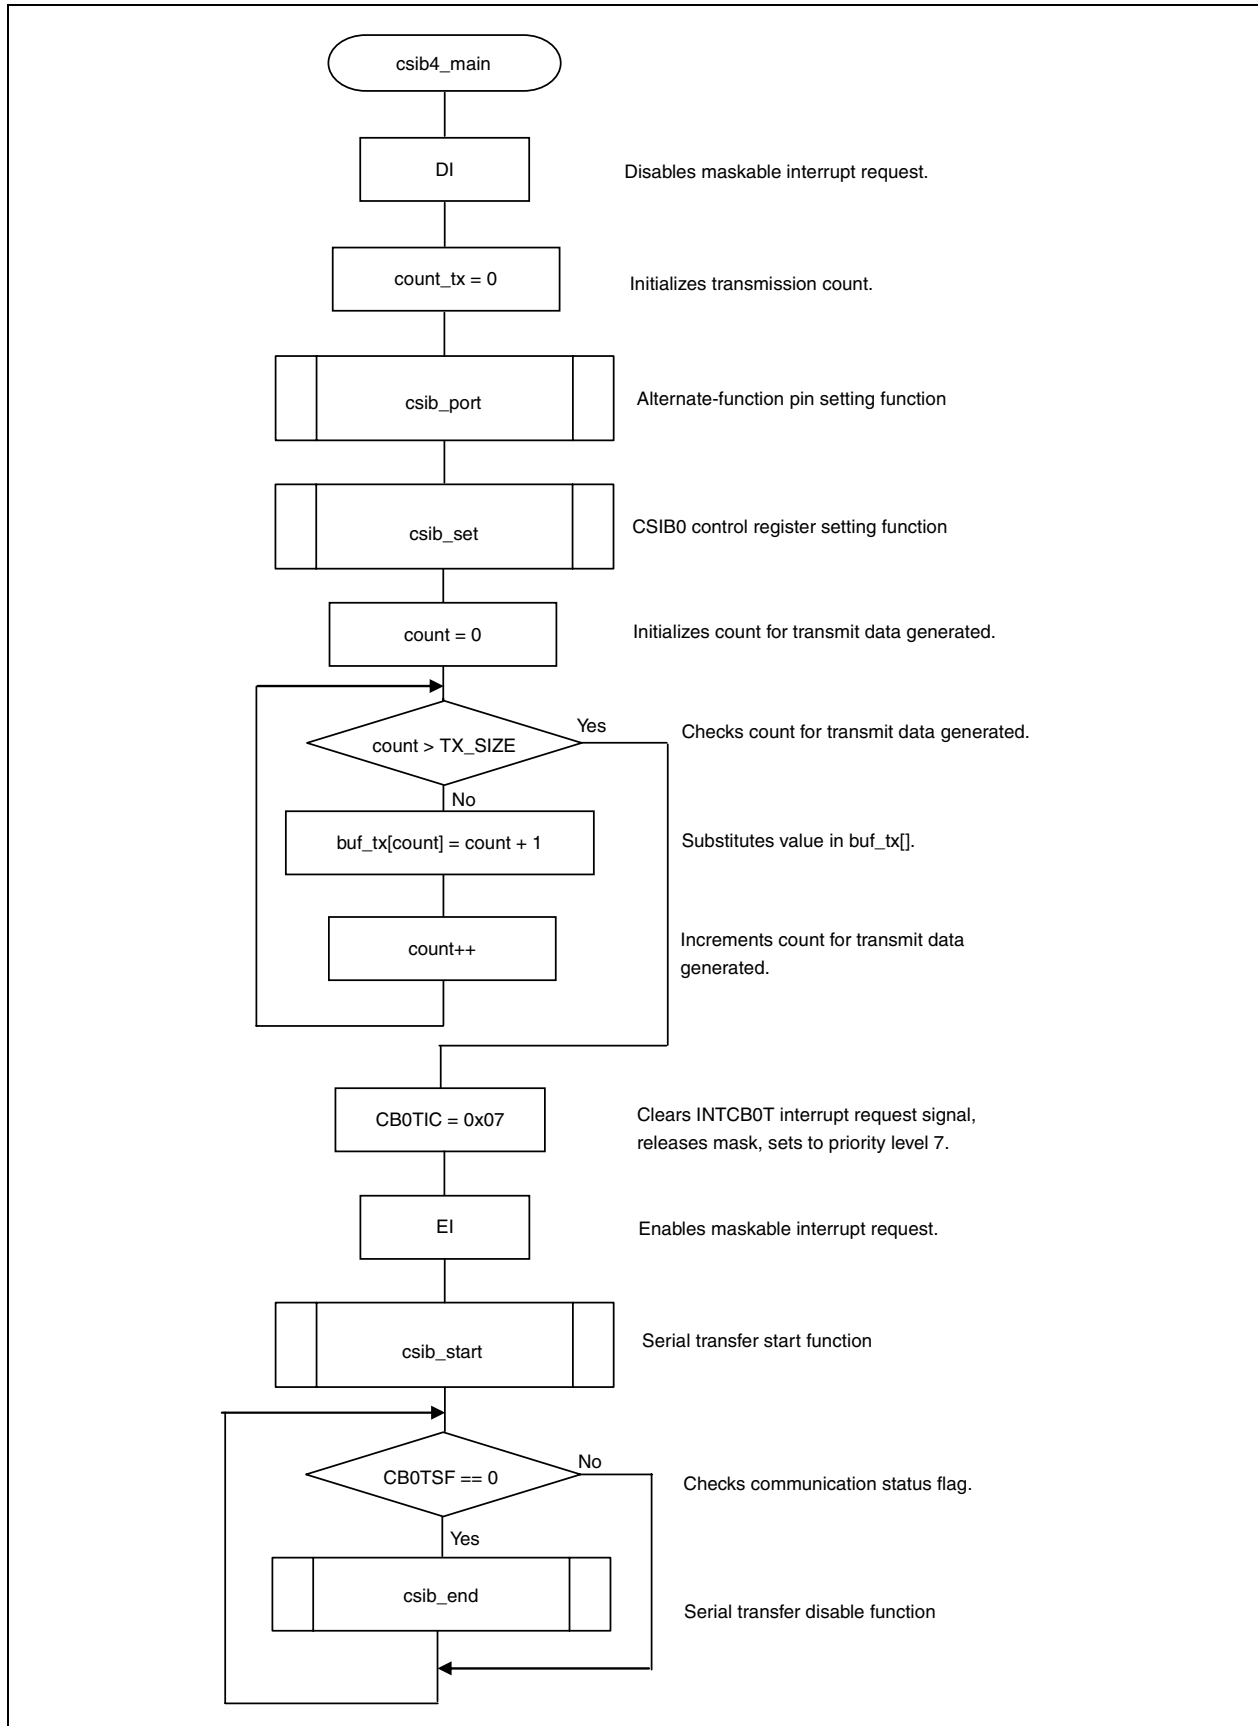 csib4_main
DI
Disables maskable interrupt request.
count_tx = 0
Initializes transmission count.
csib_port
Alternate-function pin setting function
csib_set
CSIB0 control register setting function
count = 0
Initializes count for transmit data generated.
count > TX_SIZE
Yes
Checks count for transmit data generated.
No
buf_tx[count] = count + 1
Substitutes value in buf_tx[].
count++
Increments count for transmit data
generated.
CB0TIC = 0x07
Clears INTCB0T interrupt request signal,
releases mask, sets to priority level 7.
EI
Enables maskable interrupt request.
csib_start
Serial transfer start function
CB0TSF == 0
No
Checks communication status flag.
Yes
csib_end
Serial transfer disable function